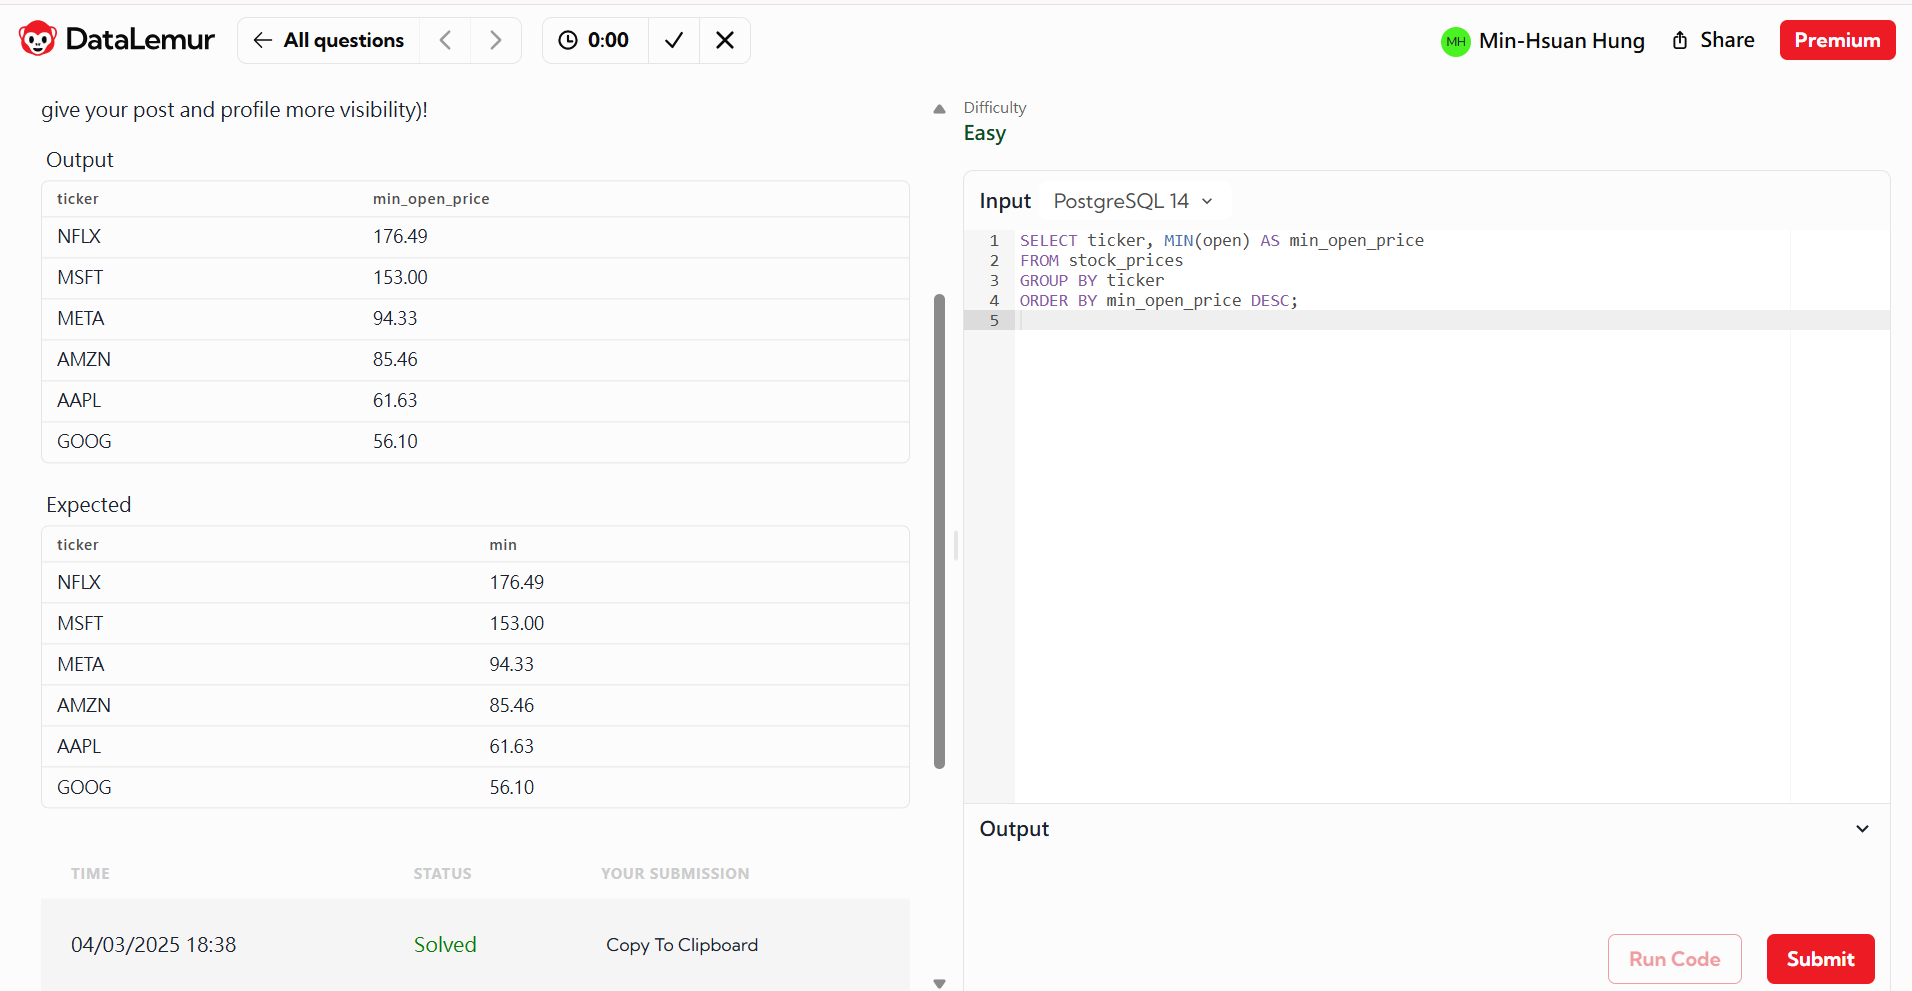 DataLemur
← All questions
0:00
MH Min-Hsuan Hung
Share
Premium
give your post and profile more visibility)!
Output
ticker min_open_price
NFLX 176.49
MSFT 153.00
META 94.33
AMZN 85.46
AAPL 61.63
GOOG 56.10
Expected
ticker min
NFLX 176.49
MSFT 153.00
META 94.33
AMZN 85.46
AAPL 61.63
GOOG 56.10
TIME STATUS YOUR SUBMISSION
04/03/2025 18:38 Solved Copy To Clipboard
Difficulty
Easy
Input PostgreSQL 14
1 SELECT ticker, MIN(open) AS min_open_price
2 FROM stock_prices
3 GROUP BY ticker
4 ORDER BY min_open_price DESC;
5
Output
Run Code
Submit